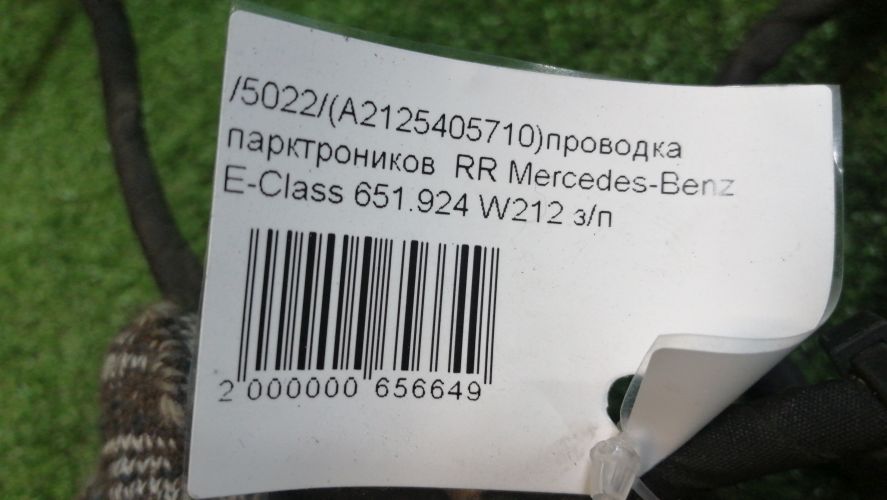 /5022/(A2125405710)проводка
парктроников RR Mercedes-Benz
E-Class 651.924 W212 з/п
2 000000 656649